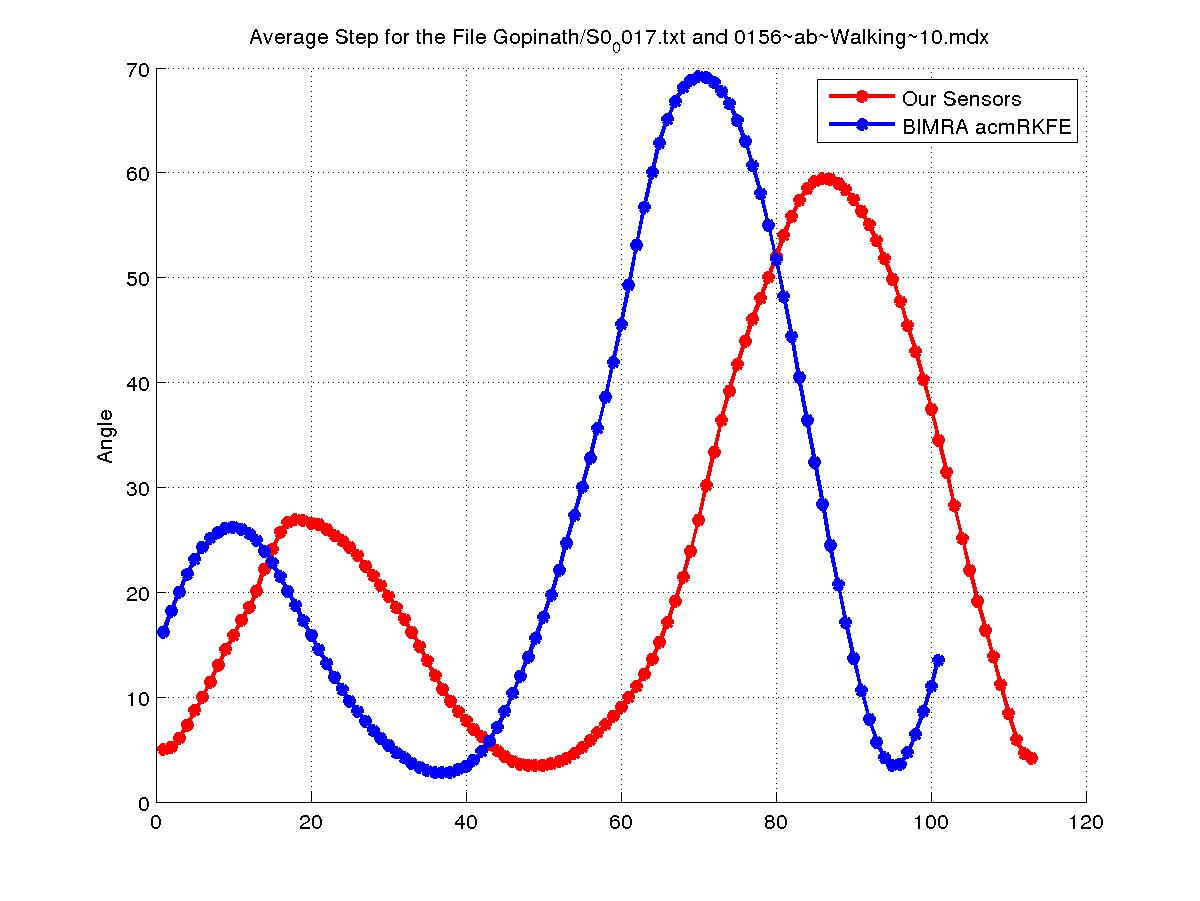 Average Step for the File Gopinath/S0₀017.txt and 0156~ab~Walking~10.mdx
70
60
50
40
30
20
10
0
Angle
Our Sensors
BIMRA acmRKFE
0 20 40 60 80 100 120